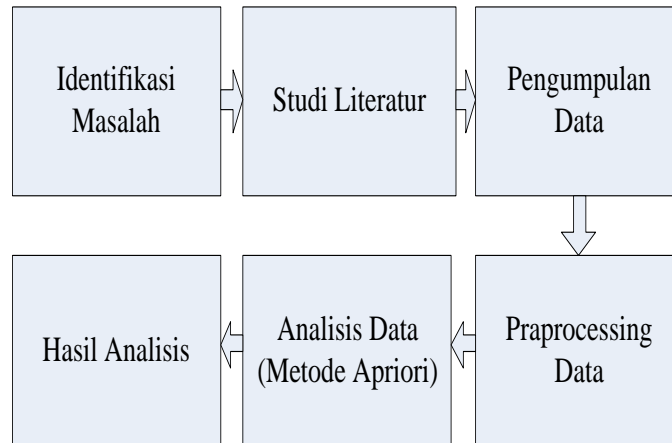 Identifikasi
Masalah
Studi Literatur
Pengumpulan
Data
Praprocessing
Data
Analisis Data
(Metode Apriori)
Hasil Analisis